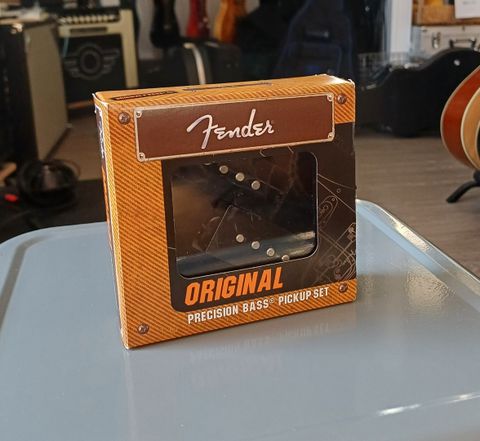 Fender
ORIGINAL
PRECISION BASS® PICKUP SET